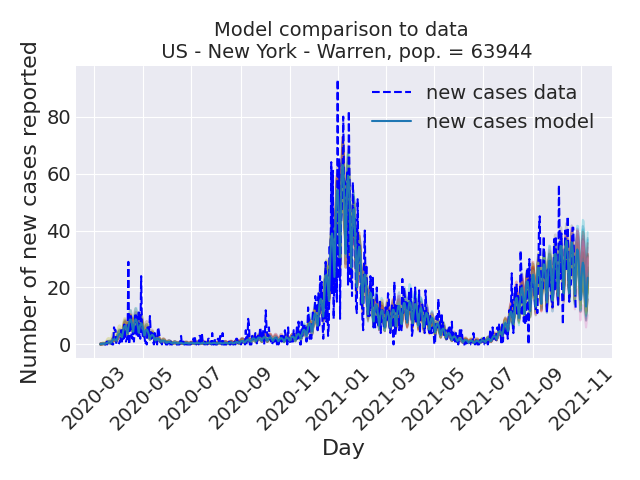 Model comparison to data
US - New York - Warren, pop. = 63944
Number of new cases reported
80
60
40
20
0
new cases data
new cases model
2020-03
2020-05
2020-07
2020-09
2020-11
2021-01
2021-03
2021-05
2021-07
2021-09
2021-11
Day